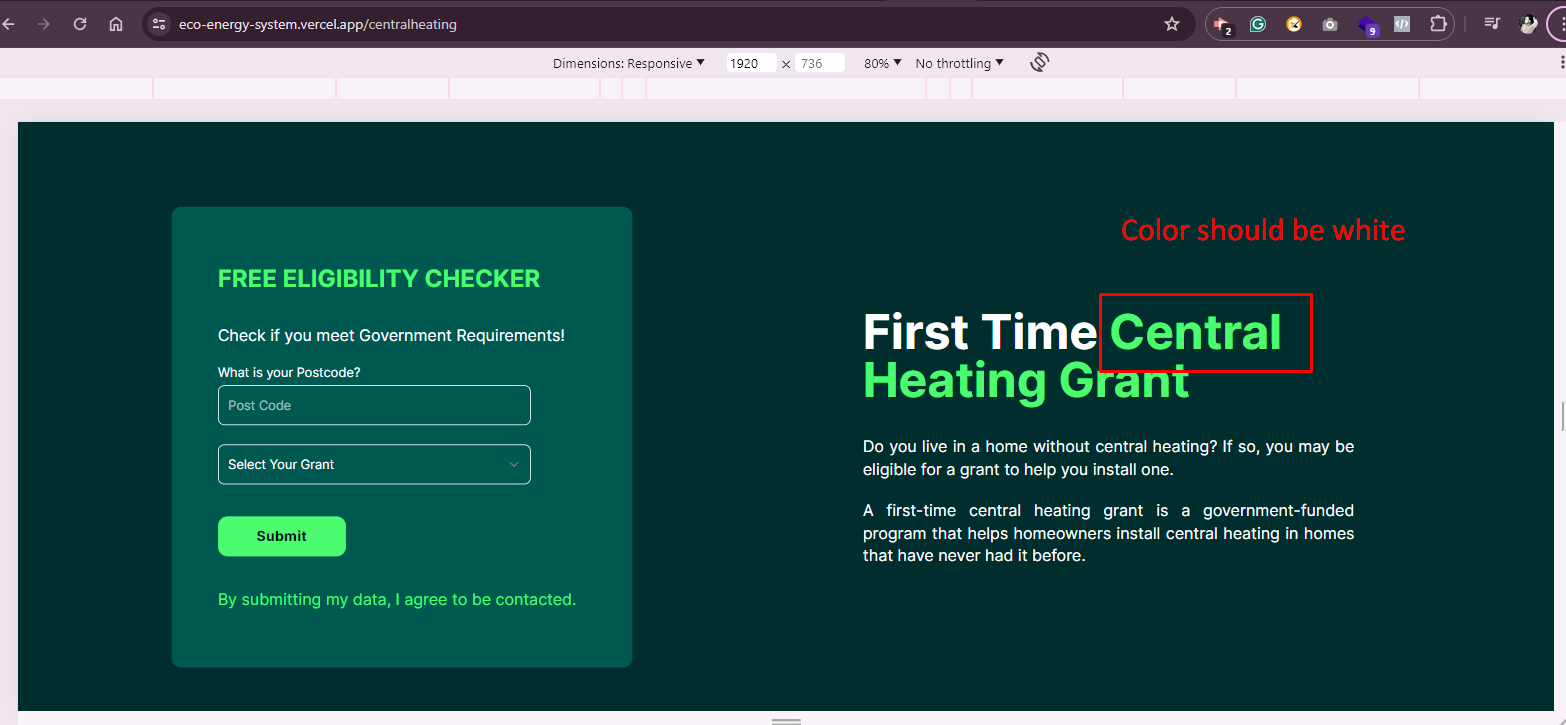 eco-energy-system.vercel.app/centralheating
2
9
Dimensions: Responsive ▼ 1920 × 736 80% ▼ No throttling ▼
Color should be white
FREE ELIGIBILITY CHECKER
Check if you meet Government Requirements!
What is your Postcode?
Post Code
Select Your Grant
Submit
By submitting my data, I agree to be contacted.
First Time Central
Heating Grant
Do you live in a home without central heating? If so, you may be
eligible for a grant to help you install one.
A first-time central heating grant is a government-funded
program that helps homeowners install central heating in homes
that have never had it before.